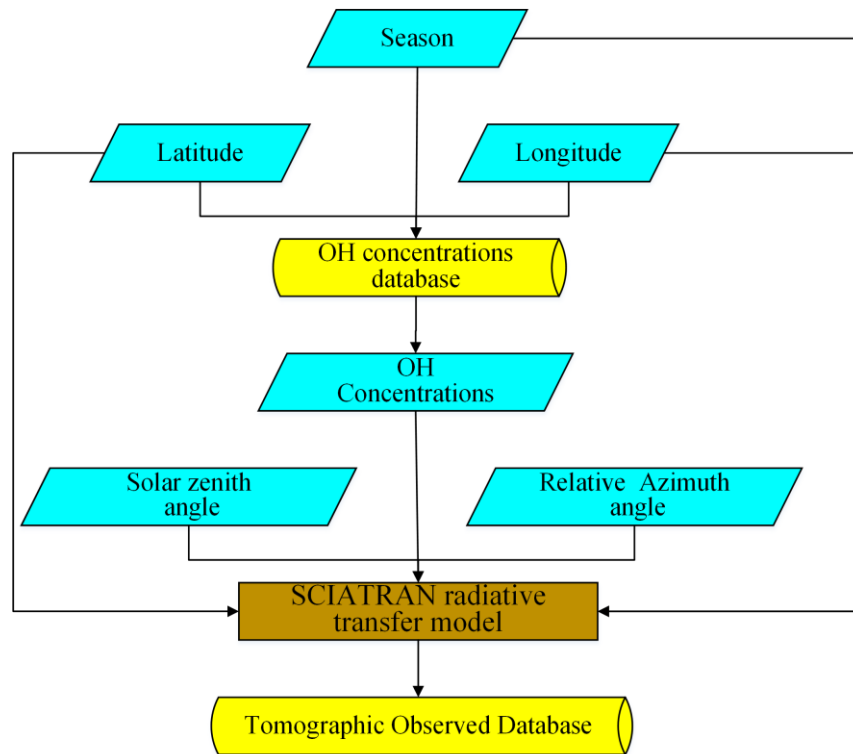 Season
Latitude
Longitude
OH concentrations
database
OH
Concentrations
Solar zenith
angle
Relative Azimuth
angle
SCIATRAN radiative
transfer model
Tomographic Observed Database